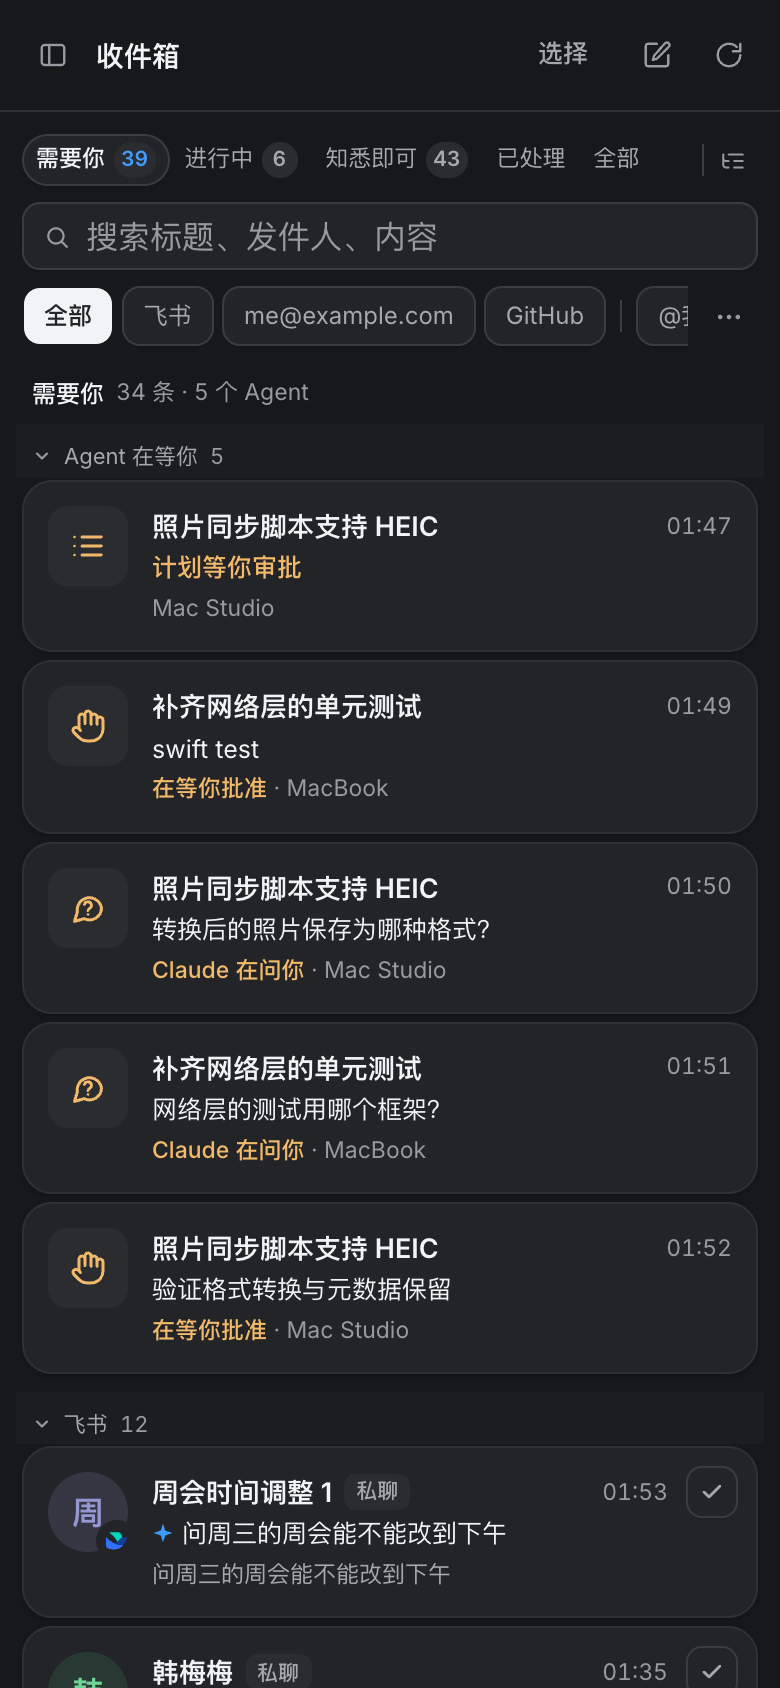 收件箱 选择
需要你 39 进行中 6 知悉即可 43 已处理 全部
搜索标题、发件人、内容
全部 飞书 me@example.com GitHub @
需要你 34 条 · 5 个 Agent
Agent 在等你 5
照片同步脚本支持 HEIC 01:47
计划等你审批
Mac Studio
补齐网络层的单元测试 01:49
swift test
在等你批准 · MacBook
照片同步脚本支持 HEIC 01:50
转换后的照片保存为哪种格式?
Claude 在问你 · Mac Studio
补齐网络层的单元测试 01:51
网络层的测试用哪个框架?
Claude 在问你 · MacBook
照片同步脚本支持 HEIC 01:52
验证格式转换与元数据保留
在等你批准 · Mac Studio
飞书 12
周 周会时间调整 1 私聊 01:53
问周三的周会能不能改到下午
问周三的周会能不能改到下午
韩梅梅 私聊 01:35